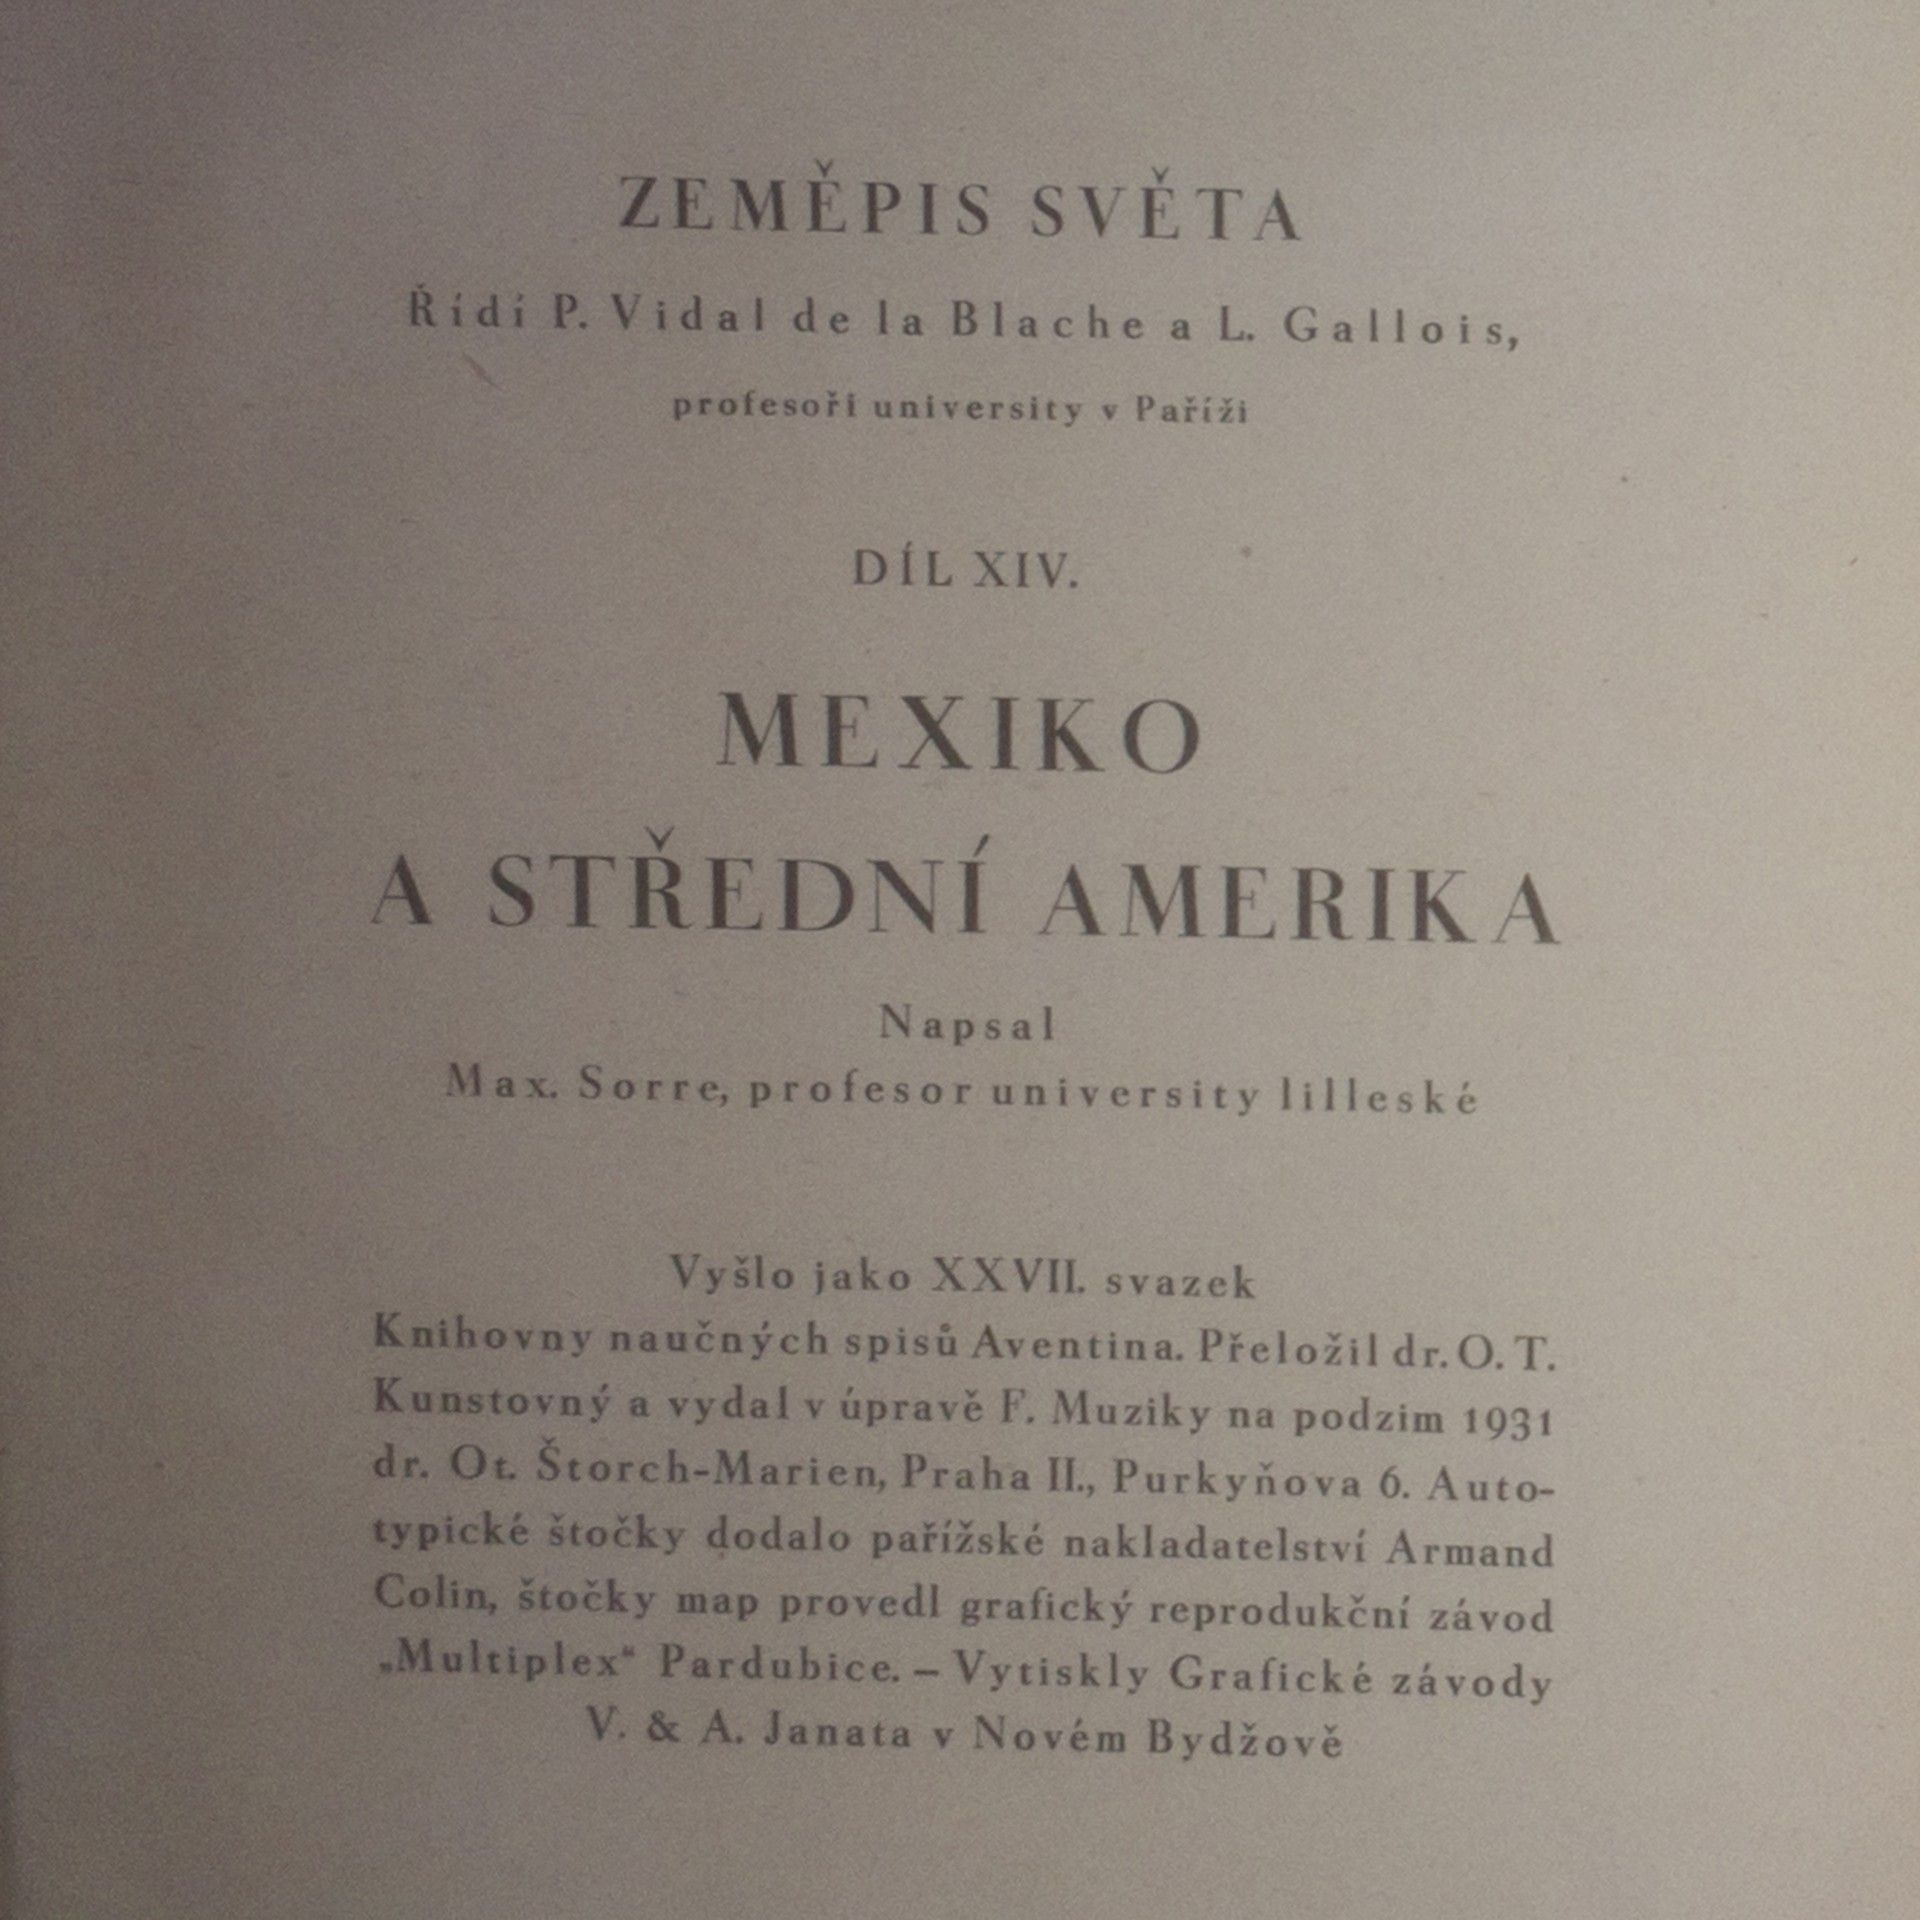 ZEMĚPIS SVĚTA
Řídí P. Vidal de la Blache a L. Gallois,
profesoři university v Paříži
DÍL XIV.
MEXIKO
A STŘEDNÍ AMERIKA
Napsal
Max. Sorre, profesor university lilleské
Vyšlo jako XXVII. svazek
Knihovny naučných spisů Aventina. Přeložil dr. O. T.
Kunstovný a vydal v úpravě F. Muziky na podzim 1931
dr. Ot. Štorch-Marien, Praha II., Purkyňova 6. Auto-
typické štočky dodalo pařížské nakladatelství Armand
Colin, štočky map provedl grafický reprodukční závod
„Multiplex“ Pardubice. – Vytiskly Grafické závody
V. & A. Janata v Novém Bydžově